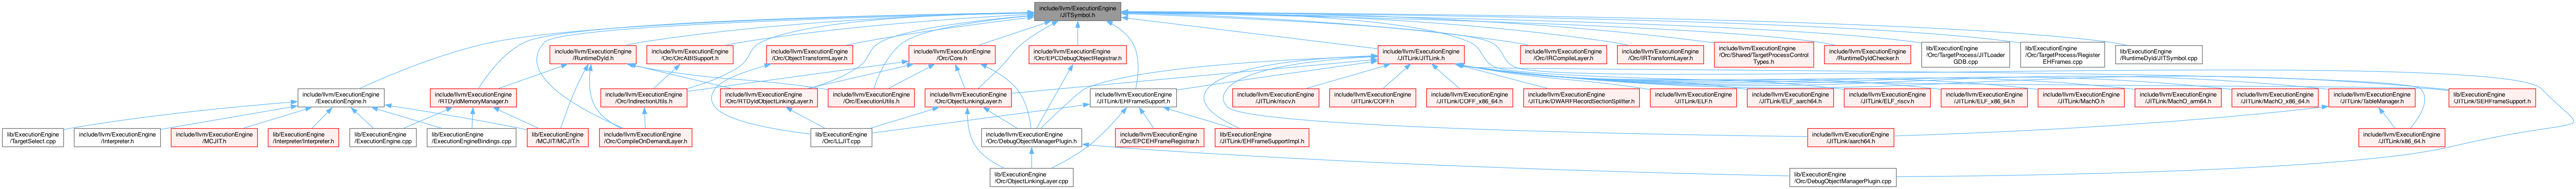 include/llvm/ExecutionEngine
/JITSymbol.h
include/llvm/ExecutionEngine
/RuntimeDyld.h
include/llvm/ExecutionEngine
/Orc/OrcABISupport.h
include/llvm/ExecutionEngine
/Orc/ObjectTransformLayer.h
include/llvm/ExecutionEngine
/Orc/Core.h
include/llvm/ExecutionEngine
/Orc/EPCDebugObjectRegistrar.h
include/llvm/ExecutionEngine
/JITLink/JITLink.h
include/llvm/ExecutionEngine
/Orc/IRCompileLayer.h
include/llvm/ExecutionEngine
/Orc/IRTransformLayer.h
include/llvm/ExecutionEngine
/Orc/Shared/TargetProcessControl
Types.h
include/llvm/ExecutionEngine
/RuntimeDyldChecker.h
lib/ExecutionEngine
/Orc/TargetProcess/JITLoader
GDB.cpp
lib/ExecutionEngine
/Orc/TargetProcess/Register
EHFrames.cpp
lib/ExecutionEngine
/RuntimeDyld/JITSymbol.cpp
include/llvm/ExecutionEngine
/ExecutionEngine.h
include/llvm/ExecutionEngine
/RTDyldMemoryManager.h
include/llvm/ExecutionEngine
/Orc/IndirectionUtils.h
include/llvm/ExecutionEngine
/Orc/RTDyldObjectLinkingLayer.h
include/llvm/ExecutionEngine
/Orc/ExecutionUtils.h
include/llvm/ExecutionEngine
/Orc/ObjectLinkingLayer.h
include/llvm/ExecutionEngine
/JITLink/EHFrameSupport.h
include/llvm/ExecutionEngine
/JITLink/riscv.h
include/llvm/ExecutionEngine
/JITLink/COFF.h
include/llvm/ExecutionEngine
/JITLink/COFF_x86_64.h
include/llvm/ExecutionEngine
/JITLink/DWARFRecordSectionSplitter.h
include/llvm/ExecutionEngine
/JITLink/ELF.h
include/llvm/ExecutionEngine
/JITLink/ELF_aarch64.h
include/llvm/ExecutionEngine
/JITLink/ELF_riscv.h
include/llvm/ExecutionEngine
/JITLink/ELF_x86_64.h
include/llvm/ExecutionEngine
/JITLink/MachO.h
include/llvm/ExecutionEngine
/JITLink/MachO_arm64.h
include/llvm/ExecutionEngine
/JITLink/MachO_x86_64.h
include/llvm/ExecutionEngine
/JITLink/TableManager.h
lib/ExecutionEngine
/JITLink/SEHFrameSupport.h
lib/ExecutionEngine
/TargetSelect.cpp
include/llvm/ExecutionEngine
/Interpreter.h
include/llvm/ExecutionEngine
/MCJIT.h
lib/ExecutionEngine
/Interpreter/Interpreter.h
lib/ExecutionEngine
/ExecutionEngine.cpp
lib/ExecutionEngine
/ExecutionEngineBindings.cpp
lib/ExecutionEngine
/MCJIT/MCJIT.h
include/llvm/ExecutionEngine
/Orc/CompileOnDemandLayer.h
lib/ExecutionEngine
/Orc/LLJIT.cpp
include/llvm/ExecutionEngine
/Orc/DebugObjectManagerPlugin.h
include/llvm/ExecutionEngine
/Orc/EPCEHFrameRegistrar.h
lib/ExecutionEngine
/JITLink/EHFrameSupportImpl.h
include/llvm/ExecutionEngine
/JITLink/aarch64.h
include/llvm/ExecutionEngine
/JITLink/x86_64.h
lib/ExecutionEngine
/Orc/ObjectLinkingLayer.cpp
lib/ExecutionEngine
/Orc/DebugObjectManagerPlugin.cpp